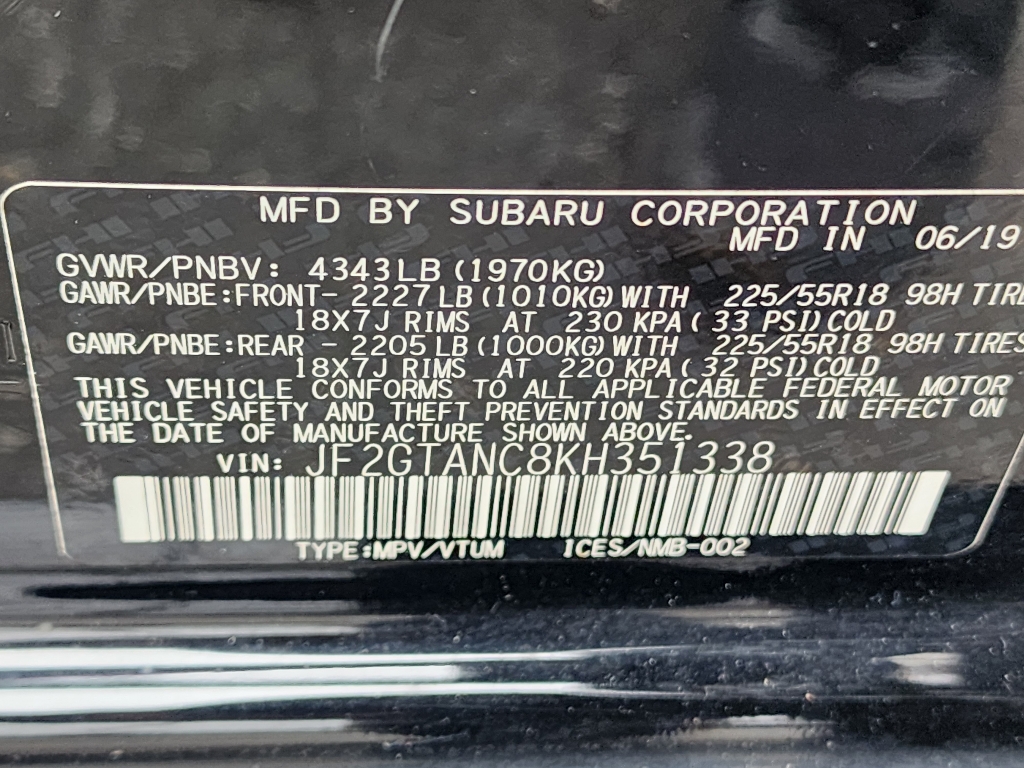 MFD BY SUBARU CORPORATION
MFD IN 06/19
GVWR/PNBV: 4343LB (1970KG)
GAWR/PNBE:FRONT- 2227LB(1010KG)WITH 225/55R18 98H TIRE
18X7J RIMS AT 230 KPA( 33 PSI)COLD
GAWR/PNBE:REAR - 2205LB(1000KG)WITH 225/55R18 98H TIRES
18X7J RIMS AT 220 KPA( 32 PSI)COLD
THIS VEHICLE CONFORMS TO ALL APPLICABLE FEDERAL MOTOR
VEHICLE SAFETY AND THEFT PREVENTION STANDARDS IN EFFECT ON
THE DATE OF MANUFACTURE SHOWN ABOVE.
VIN: JF2GTANC8KH351338
TYPE:MPV/VTUM ICES/NMB-002